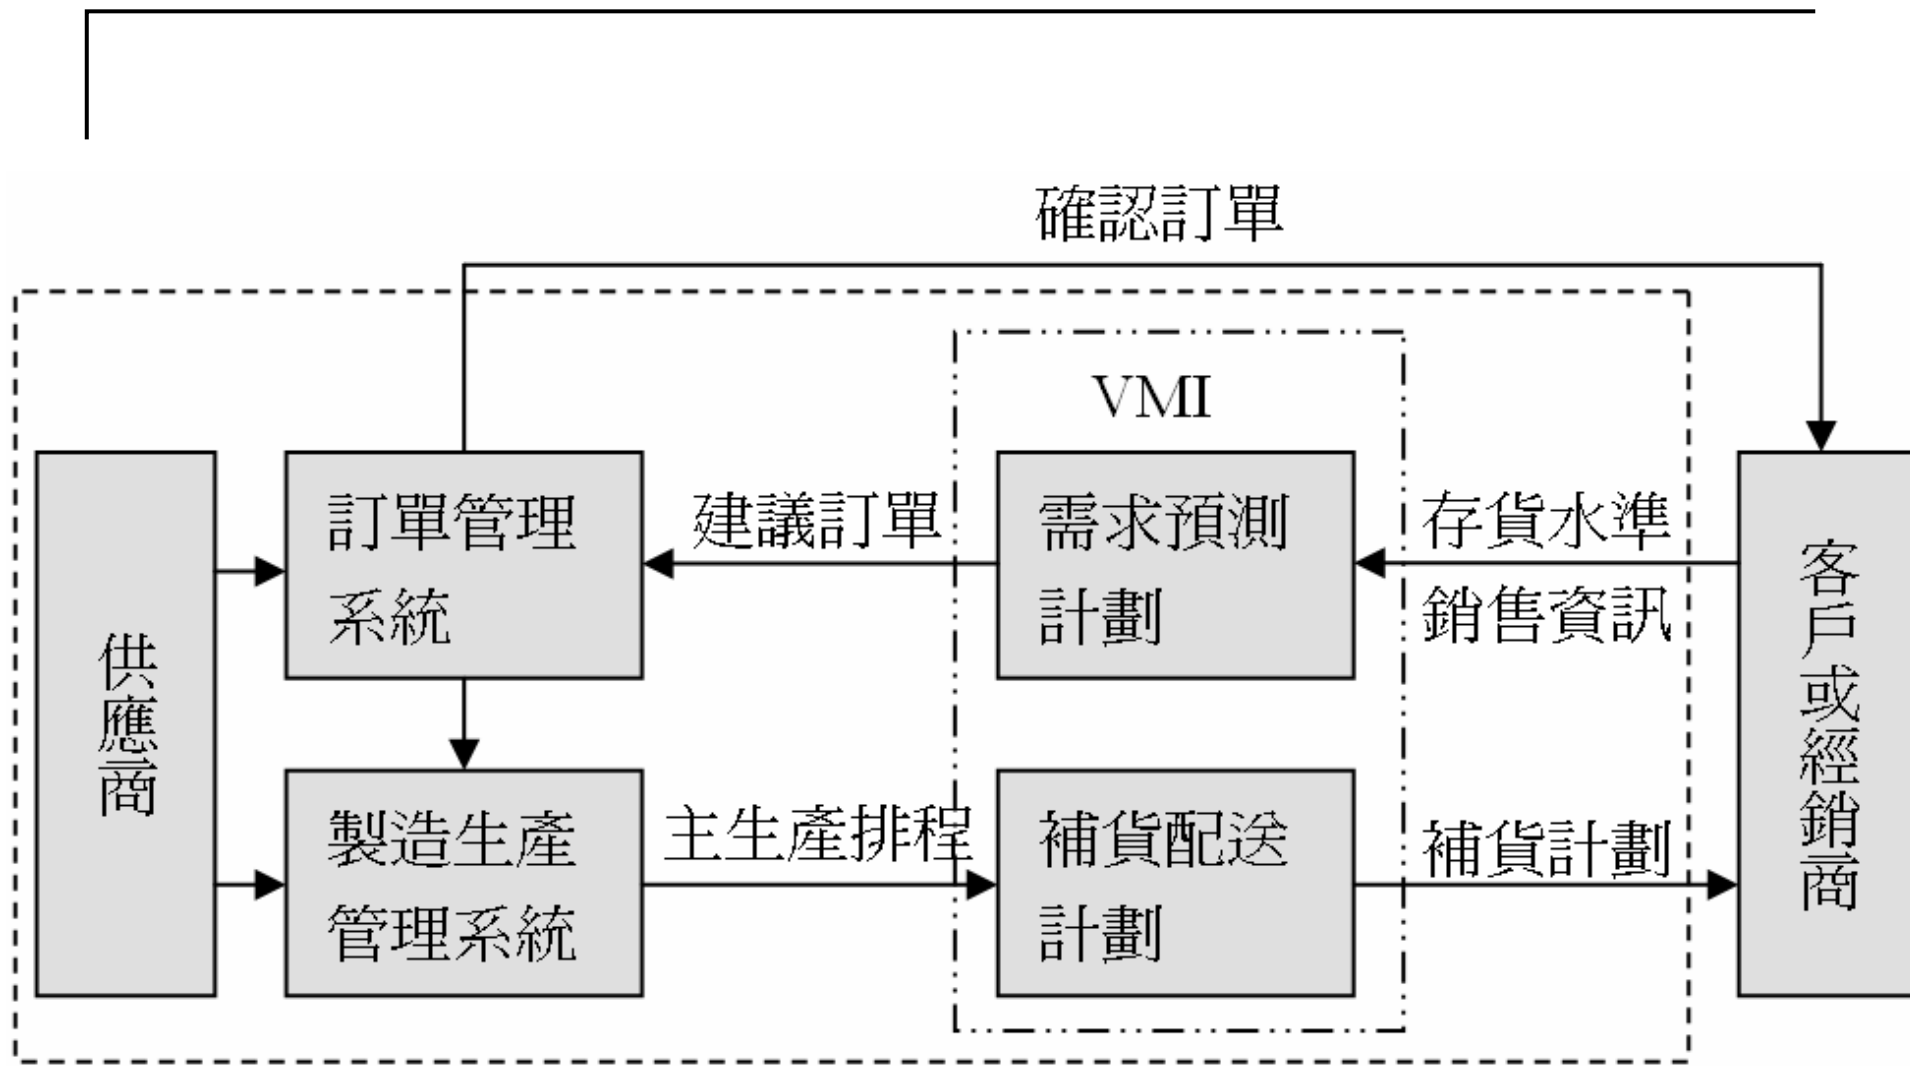 確認訂單
VMI
供應商
訂單管理
系統
建議訂單
需求預測
計劃
存貨水準
銷售資訊
客戶或經銷商
製造生產
管理系統
主生產排程
補貨配送
計劃
補貨計劃